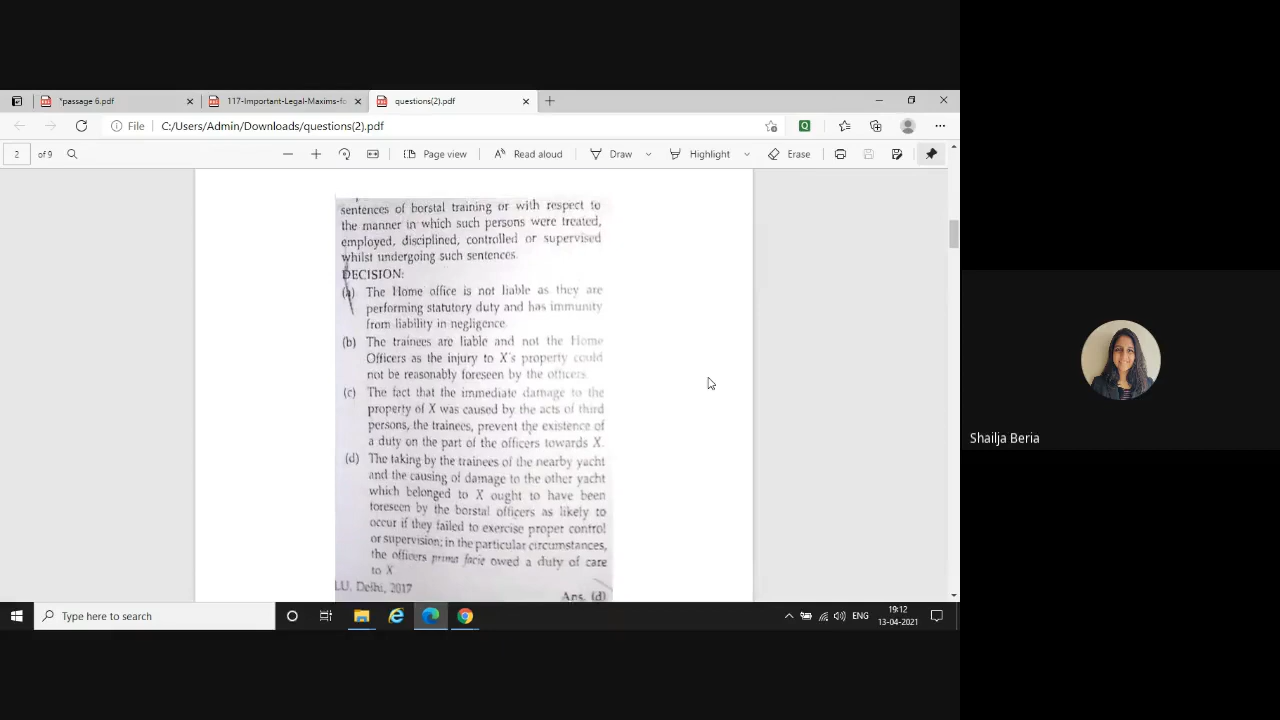 *passage 6.pdf
117-Important-Legal-Maxims-fo
questions(2).pdf
File
C:/Users/Admin/Downloads/questions(2).pdf
2
of 9
Page view
Read aloud
Draw
Highlight
Erase
sentences of borstal training or with respect to
the manner in which such persons were treated,
employed, disciplined, controlled or supervised
whilst undergoing such sentences.
DECISION:
(a) The Home office is not liable as they are
performing statutory duty and has immunity
from liability in negligence.
(b) The trainees are liable and not the Home
Officers as the injury to X's property could
not be reasonably foreseen by the officers.
(c) The fact that the immediate damage to the
property of X was caused by the acts of third
persons, the trainees, prevent the existence of
a duty on the part of the officers towards X.
(d) The taking by the trainees of the nearby yacht
and the causing of damage to the other yacht
which belonged to X ought to have been
foreseen by the borstal officers as likely to
occur if they failed to exercise proper control
or supervision; in the particular circumstances,
the officers prima facie owed a duty of care
to X
LU. Delhi, 2017
Ans. (d)
Shailja Beria
Type here to search
ENG
19:12
13-04-2021